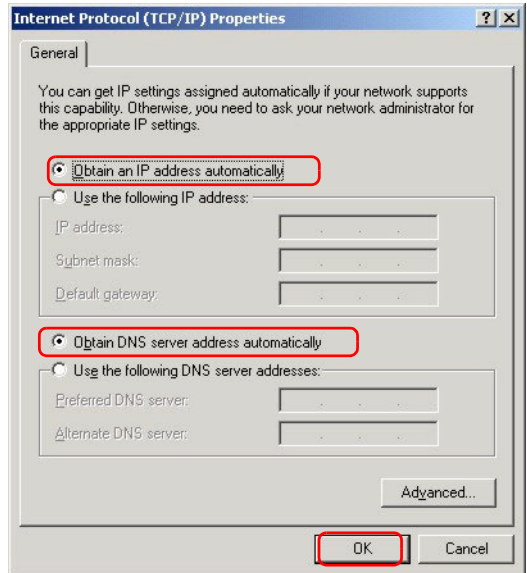 Internet Protocol (TCP/IP) Properties
General
You can get IP settings assigned automatically if your network supports
this capability. Otherwise, you need to ask your network administrator for
the appropriate IP settings.
Obtain an IP address automatically
Use the following IP address:
IP address:
Subnet mask:
Default gateway:
Obtain DNS server address automatically
Use the following DNS server addresses:
Preferred DNS server:
Alternate DNS server:
Advanced...
OK
Cancel